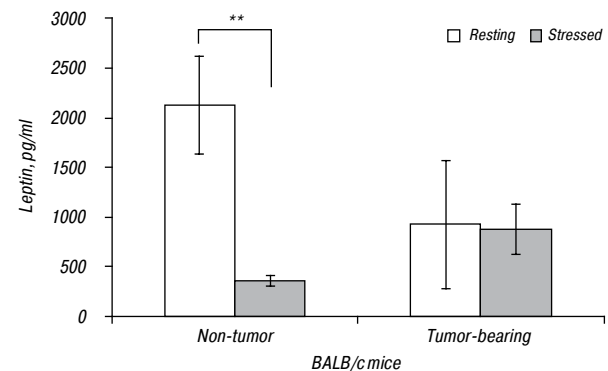 3000
**
Resting Stressed
2500
2000
1500
1000
500
0
Leptin, pg/ml
Non-tumor Tumor-bearing
BALB/c mice